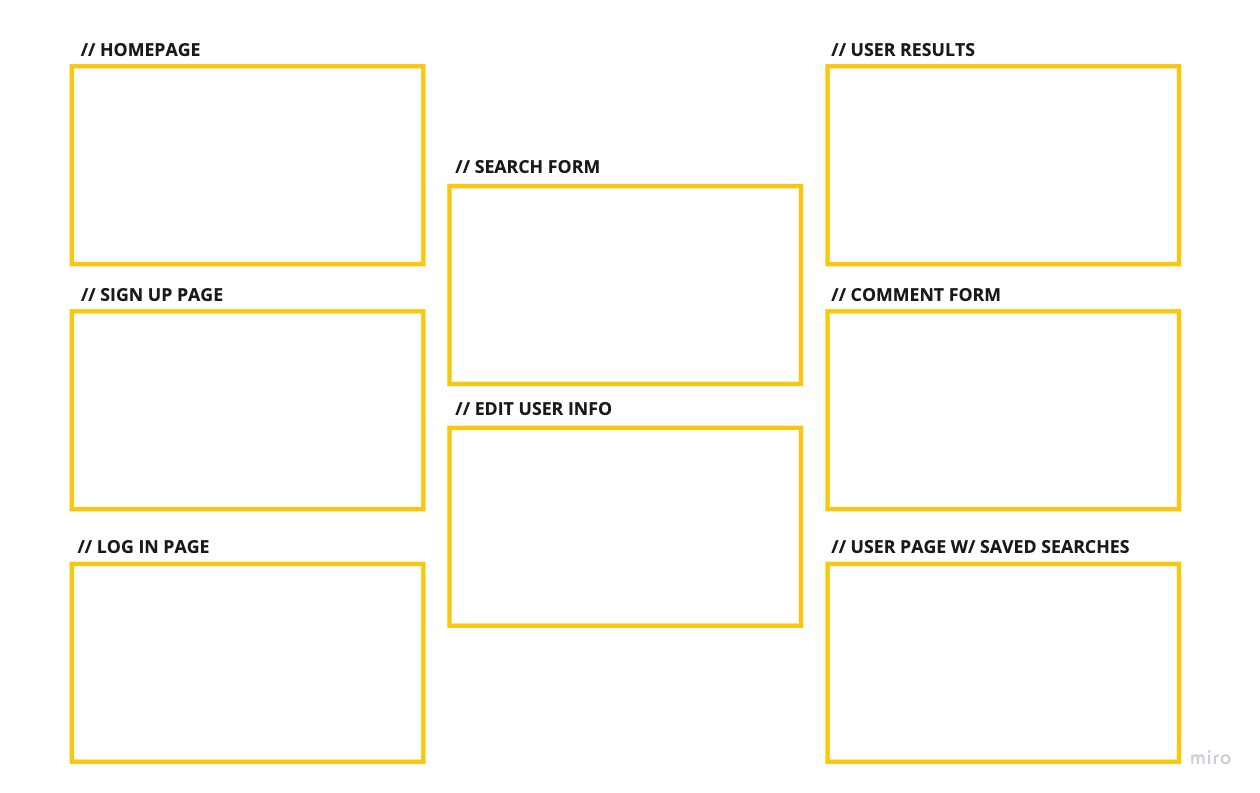 // HOMEPAGE
// SIGN UP PAGE
// LOG IN PAGE
// SEARCH FORM
// EDIT USER INFO
// USER RESULTS
// COMMENT FORM
// USER PAGE W/ SAVED SEARCHES
miro